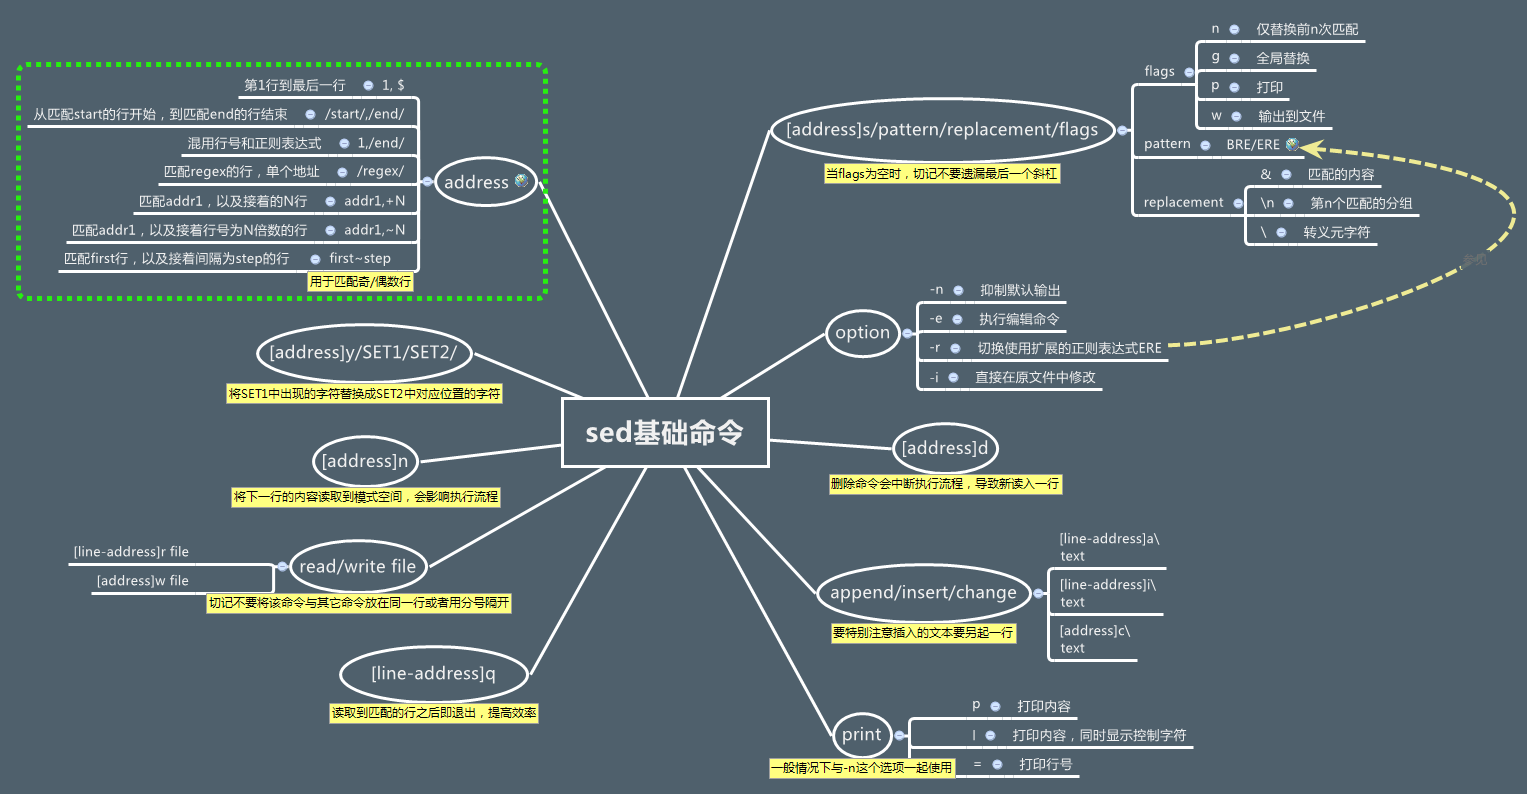 sed基础命令
address
第1行到最后一行 1, $
从匹配start的行开始，到匹配end的行结束 /start/,/end/
混用行号和正则表达式 1,/end/
匹配regex的行，单个地址 /regex/
匹配addr1，以及接着的N行 addr1,+N
匹配addr1，以及接着行号为N倍数的行 addr1,~N
匹配first行，以及接着间隔为step的行 first~step
用于匹配奇/偶数行
[address]y/SET1/SET2/
将SET1中出现的字符替换成SET2中对应位置的字符
[address]n
将下一行的内容读取到模式空间，会影响执行流程
read/write file
[line-address]r file
[address]w file
切记不要将该命令与其它命令放在同一行或者用分号隔开
[line-address]q
读取到匹配的行之后即退出，提高效率
[address]s/pattern/replacement/flags
当flags为空时，切记不要遗漏最后一个斜杠
flags
n 仅替换前n次匹配
g 全局替换
p 打印
w 输出到文件
pattern BRE/ERE
replacement
& 匹配的内容
\n 第n个匹配的分组
\ 转义元字符
参见
option
-n 抑制默认输出
-e 执行编辑命令
-r 切换使用扩展的正则表达式ERE
-i 直接在原文件中修改
[address]d
删除命令会中断执行流程，导致新读入一行
append/insert/change
要特别注意插入的文本要另起一行
[line-address]a\
text
[line-address]i\
text
[address]c\
text
print
一般情况下与-n这个选项一起使用
p 打印内容
l 打印内容，同时显示控制字符
= 打印行号